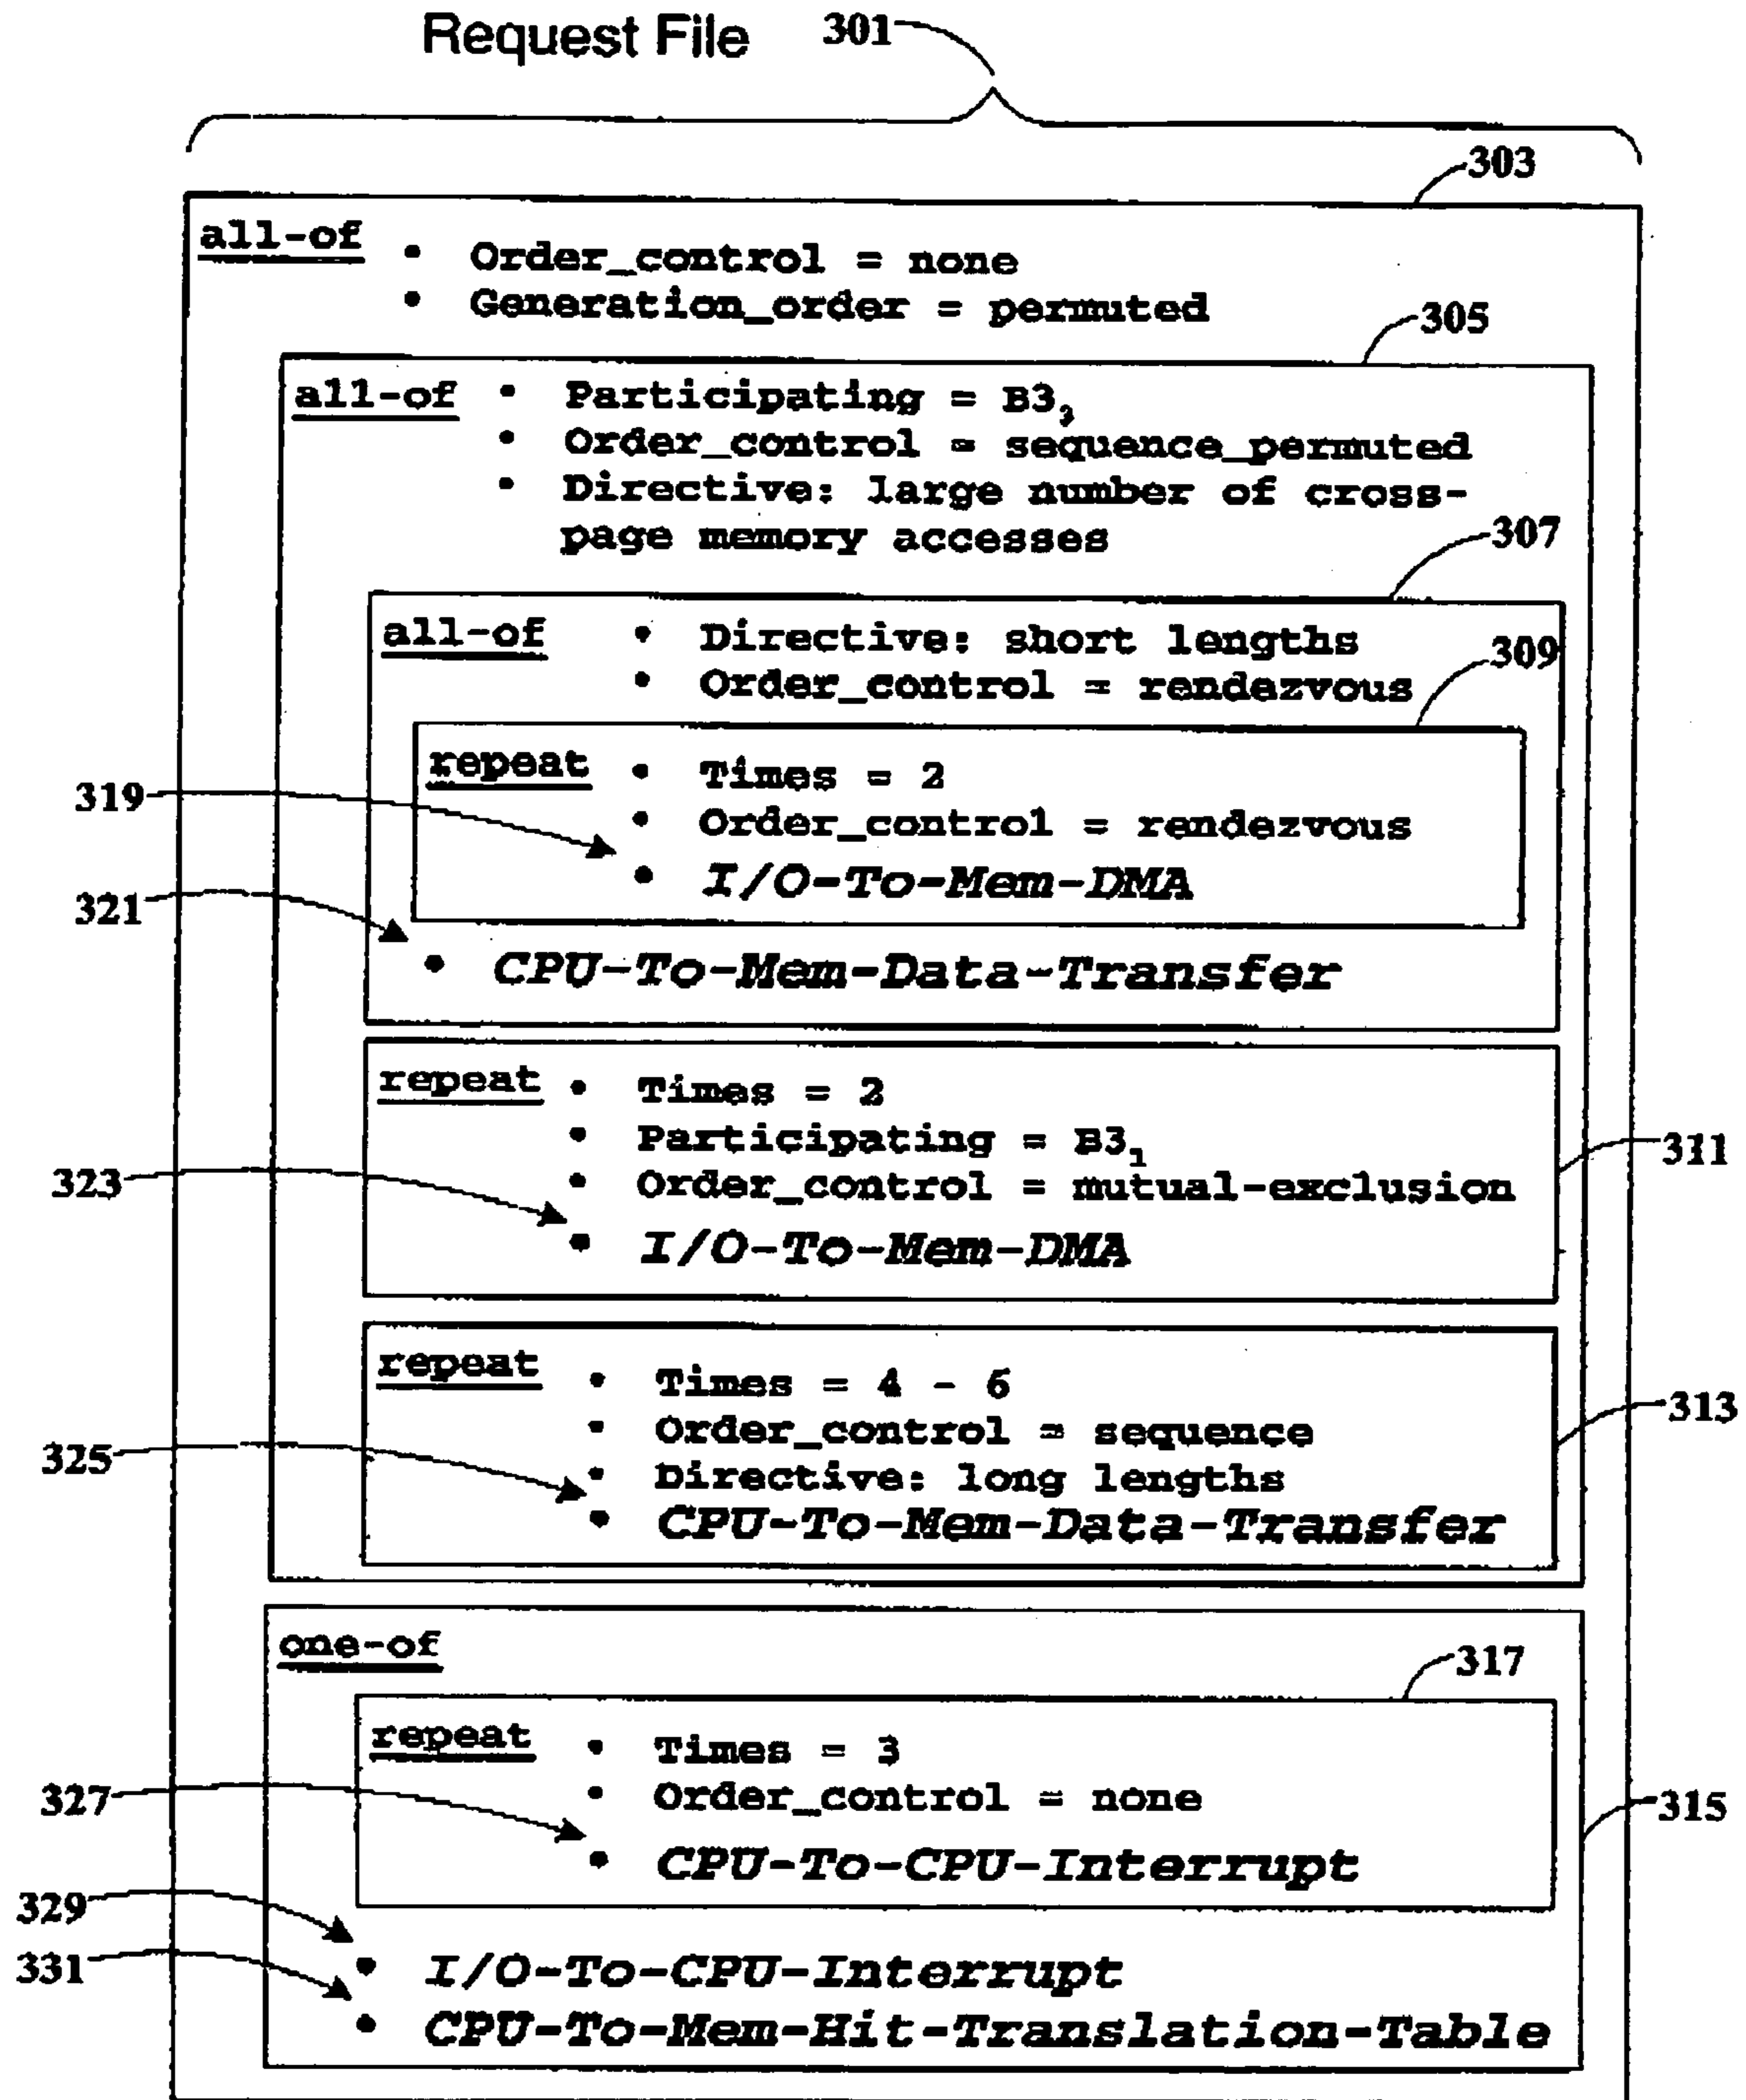 Request File 301
303
all-of • Order_control = none
• Generation_order = permuted
305
all-of • Participating = B3₃
• Order_control = sequence_permuted
• Directive: large number of cross-
page memory accesses
307
all-of • Directive: short lengths
309
• Order_control = rendezvous
repeat • Times = 2
319
• Order_control = rendezvous
• I/O-To-Mem-DMA
321
• CPU-To-Mem-Data-Transfer
repeat • Times = 2
• Participating = B3₁
311
323
• Order_control = mutual-exclusion
• I/O-To-Mem-DMA
repeat • Times = 4 - 6
313
• Order_control = sequence
325
• Directive: long lengths
• CPU-To-Mem-Data-Transfer
one-of
317
repeat • Times = 3
327
• Order_control = none
315
• CPU-To-CPU-Interrupt
329
• I/O-To-CPU-Interrupt
331
• CPU-To-Mem-Hit-Translation-Table